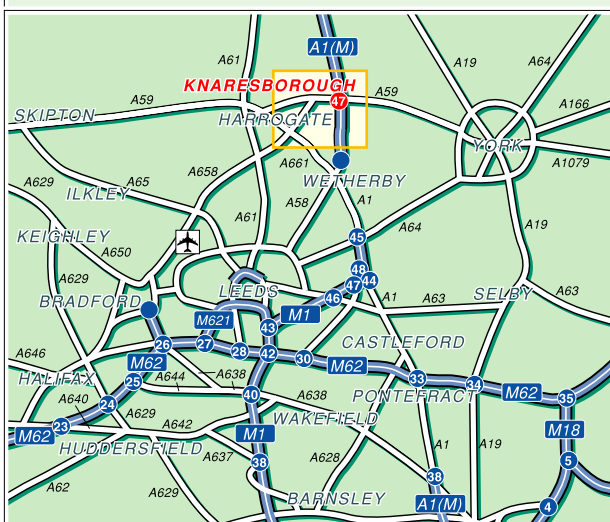 A1(M)
A61
A19
A64
KNARESBOROUGH
A59
47
A59
A166
SKIPTON
HARROGATE
YORK
A661
A1079
A658
WETHERBY
A629
A65
ILKLEY
A58
A1
A61
A64
A19
KEIGHLEY
45
A650
48
A629
47
44
LEEDS
46
A1
A63
SELBY
A63
BRADFORD
M621
M1
43
CASTLEFORD
26
27
28
42
30
M62
A646
M62
HALIFAX
25
A644
A638
33
34
M62
35
A640
24
40
A638
PONTEFRACT
23
A629
A642
WAKEFIELD
M62
M1
M18
HUDDERSFIELD
A637
38
A628
A1
A19
5
A62
38
A629
BARNSLEY
A1(M)
4